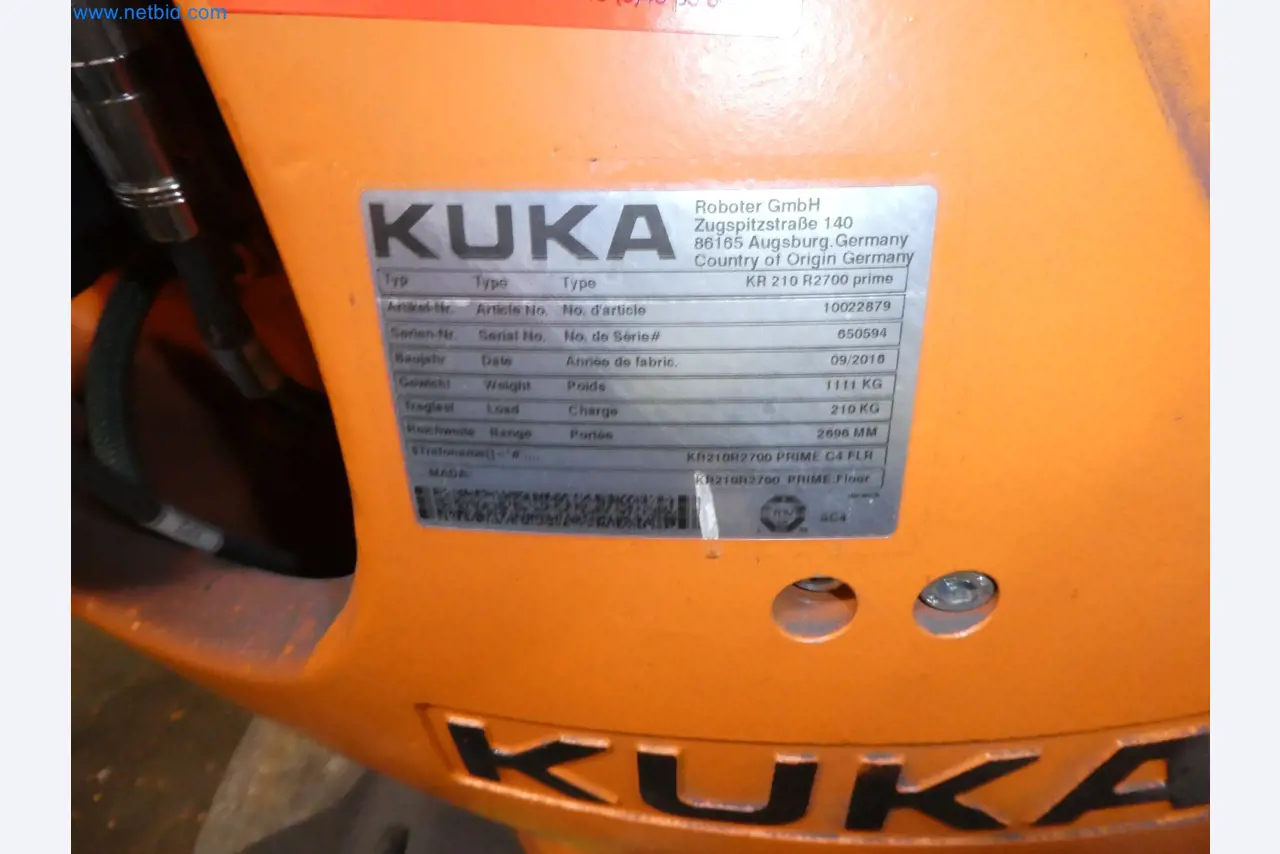 www.netbid.com
KUKA
Roboter GmbH
Zugspitzstraße 140
86165 Augsburg.Germany
Country of Origin Germany
Typ Type Type KR 210 R2700 prime
Artikel-Nr. Article No. No. d'article 10022879
Serien-Nr. Serial No. No. de Série# 650594
Baujahr Date Année de fabric. 09/2016
Gewicht Weight Poids 1111 KG
Traglast Load Charge 210 KG
Reichweite Range Portée 2696 MM
KR210R2700 PRIME C4 FLR
MADA: KR210R2700 PRIME.Floor
KUKA